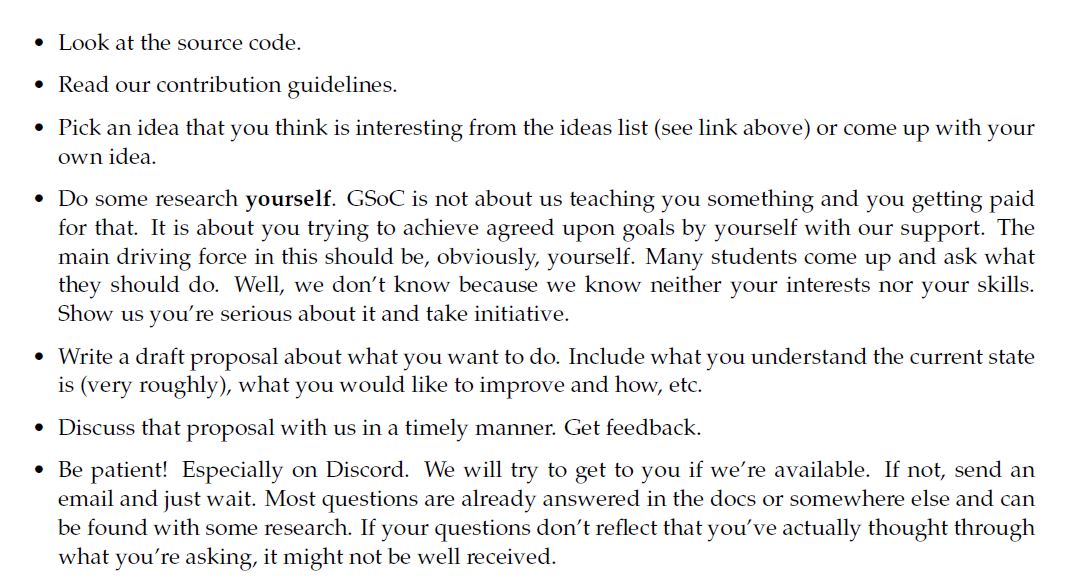 • Look at the source code.
• Read our contribution guidelines.
• Pick an idea that you think is interesting from the ideas list (see link above) or come up with your
own idea.
• Do some research yourself. GSoC is not about us teaching you something and you getting paid
for that. It is about you trying to achieve agreed upon goals by yourself with our support. The
main driving force in this should be, obviously, yourself. Many students come up and ask what
they should do. Well, we don't know because we know neither your interests nor your skills.
Show us you're serious about it and take initiative.
• Write a draft proposal about what you want to do. Include what you understand the current state
is (very roughly), what you would like to improve and how, etc.
• Discuss that proposal with us in a timely manner. Get feedback.
• Be patient! Especially on Discord. We will try to get to you if we're available. If not, send an
email and just wait. Most questions are already answered in the docs or somewhere else and can
be found with some research. If your questions don't reflect that you've actually thought through
what you're asking, it might not be well received.